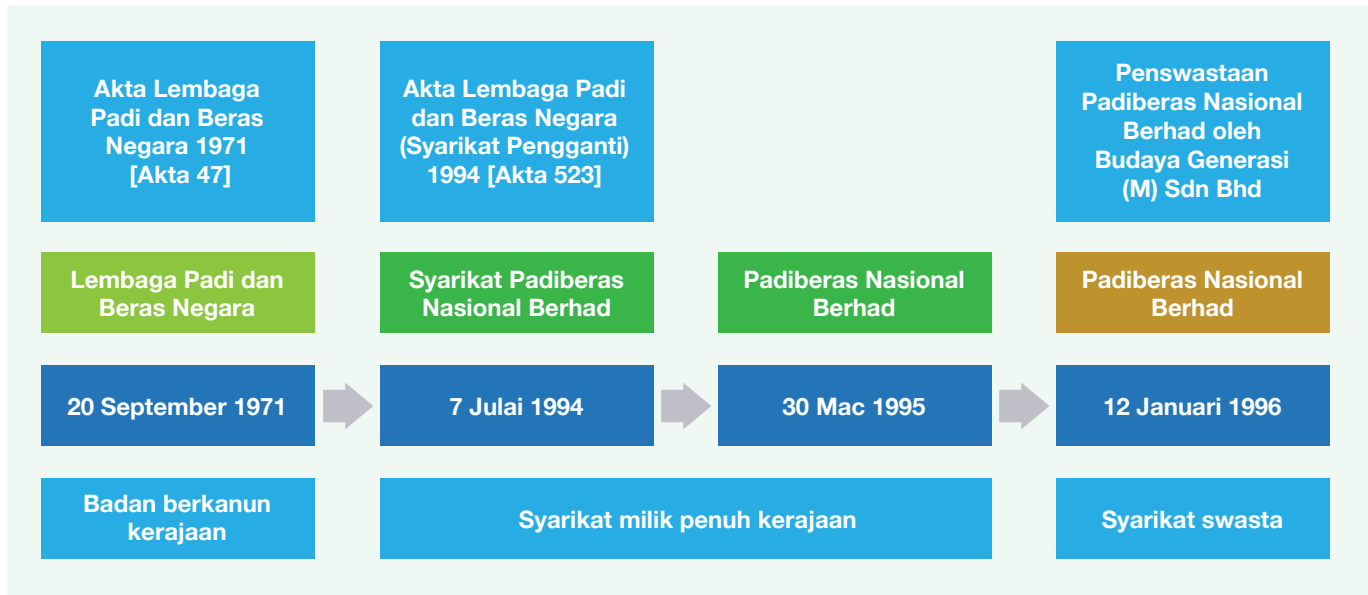 Akta Lembaga
Padi dan Beras
Negara 1971
[Akta 47]
Akta Lembaga Padi
dan Beras Negara
(Syarikat Pengganti)
1994 [Akta 523]
Penswastaan
Padiberas Nasional
Berhad oleh
Budaya Generasi
(M) Sdn Bhd
Lembaga Padi dan
Beras Negara
Syarikat Padiberas
Nasional Berhad
Padiberas Nasional
Berhad
Padiberas Nasional
Berhad
20 September 1971
7 Julai 1994
30 Mac 1995
12 Januari 1996
Badan berkanun
kerajaan
Syarikat milik penuh kerajaan
Syarikat swasta